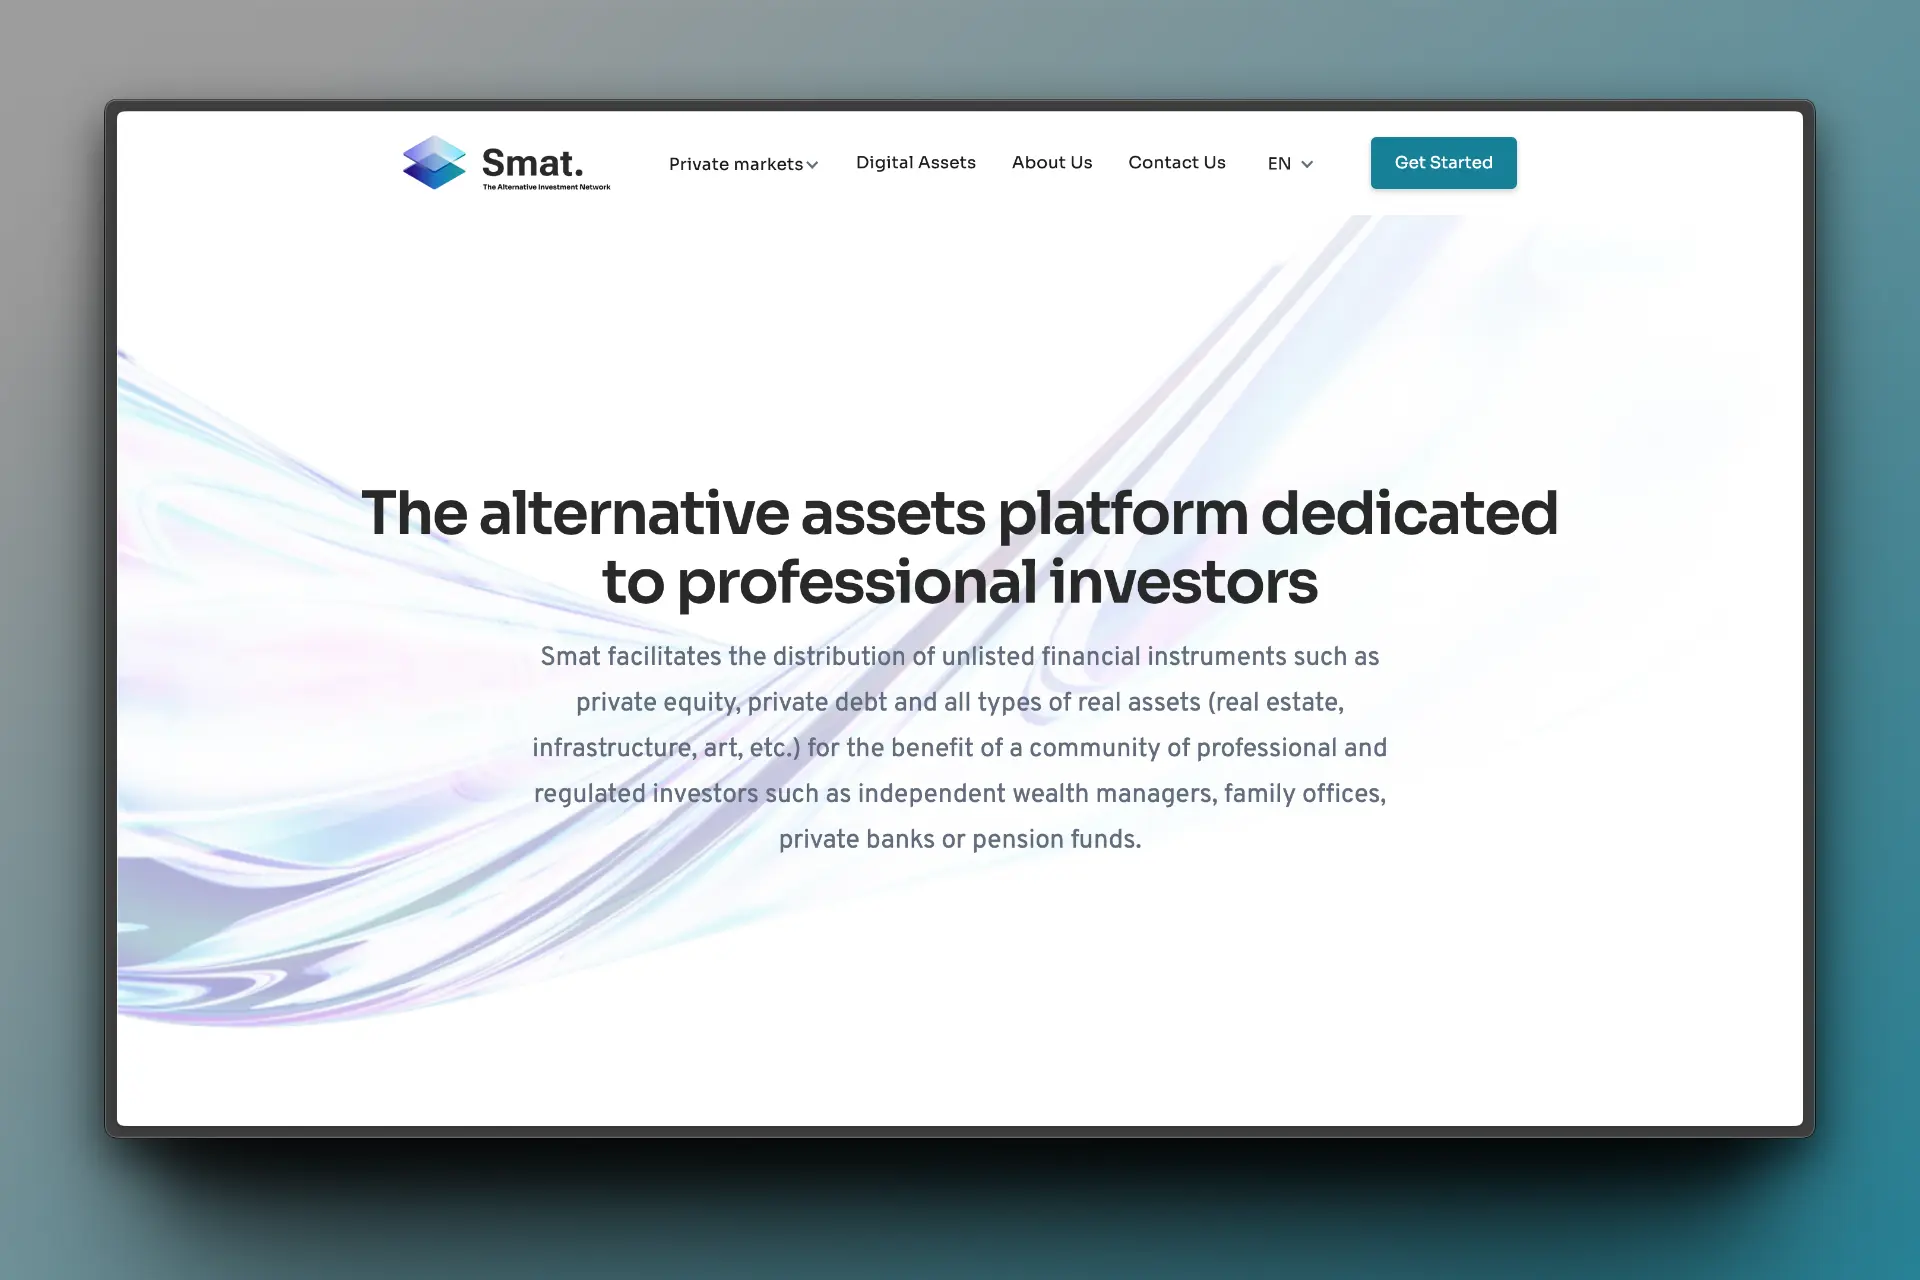 Smat.
The Alternative Investment Network
Private markets
Digital Assets
About Us
Contact Us
EN
Get Started
The alternative assets platform dedicated
to professional investors
Smat facilitates the distribution of unlisted financial instruments such as
private equity, private debt and all types of real assets (real estate,
infrastructure, art, etc.) for the benefit of a community of professional and
regulated investors such as independent wealth managers, family offices,
private banks or pension funds.